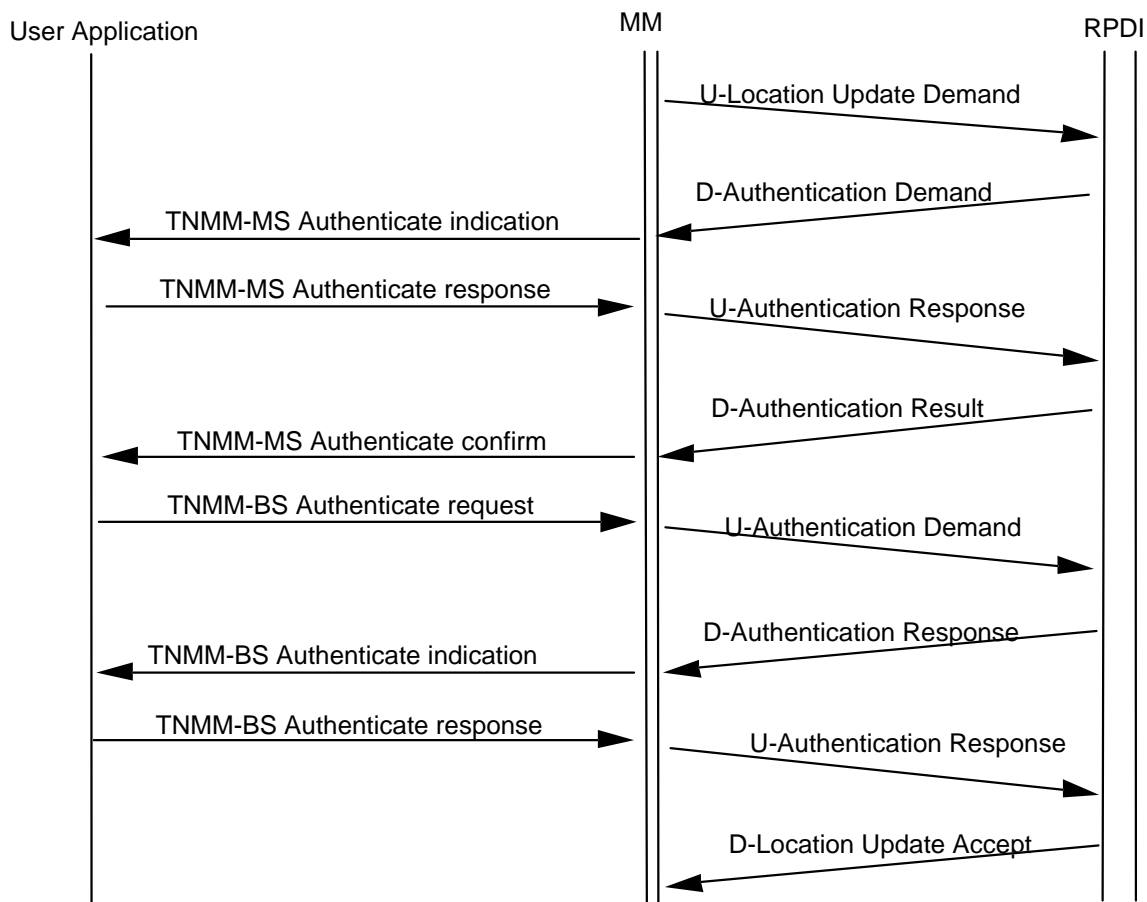 User Application
MM
RPDI
U-Location Update Demand
D-Authentication Demand
TNMM-MS Authenticate indication
TNMM-MS Authenticate response
U-Authentication Response
D-Authentication Result
TNMM-MS Authenticate confirm
TNMM-BS Authenticate request
U-Authentication Demand
D-Authentication Response
TNMM-BS Authenticate indication
TNMM-BS Authenticate response
U-Authentication Response
D-Location Update Accept